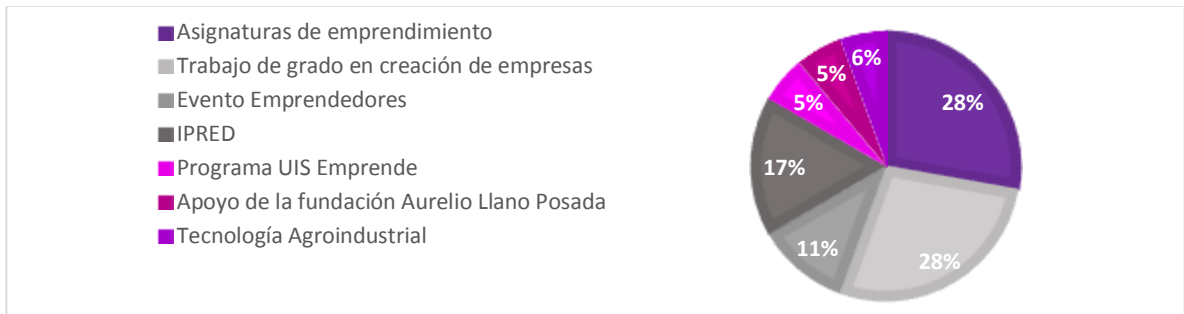 Asignaturas de emprendimiento
Trabajo de grado en creación de empresas
Evento Emprendedores
IPRED
Programa UIS Emprende
Apoyo de la fundación Aurelio Llano Posada
Tecnología Agroindustrial
28%
28%
11%
17%
5%
5%
6%